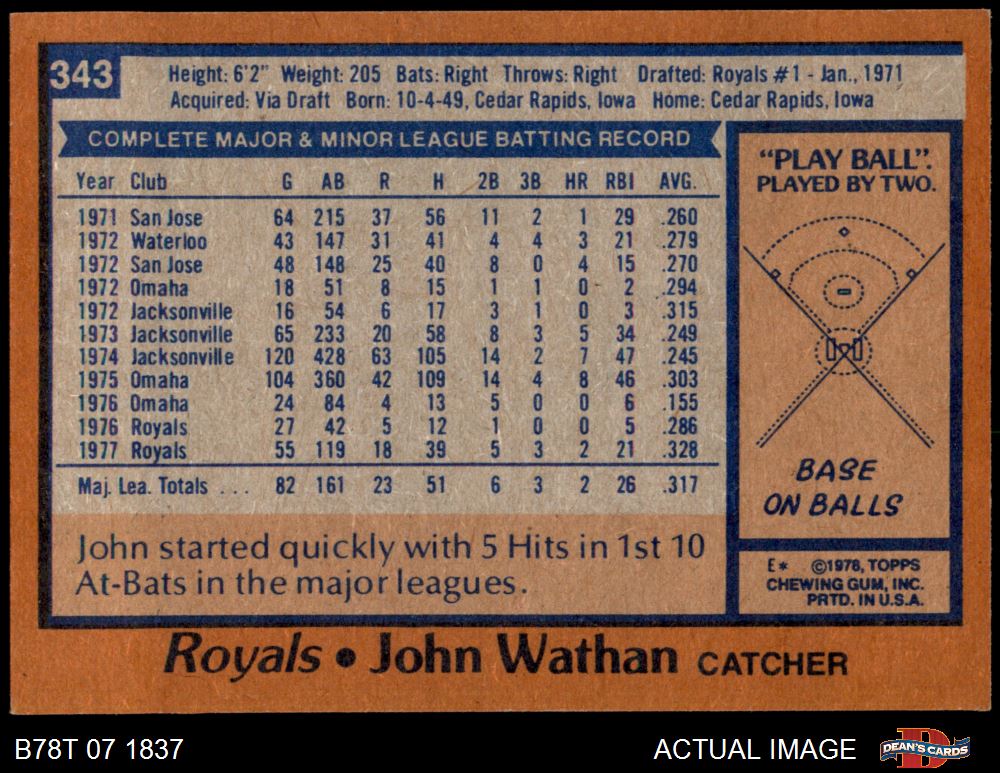 343
Height: 6'2" Weight: 205 Bats: Right Throws: Right Drafted: Royals #1 - Jan., 1971
Acquired: Via Draft Born: 10-4-49, Cedar Rapids, Iowa Home: Cedar Rapids, Iowa
COMPLETE MAJOR & MINOR LEAGUE BATTING RECORD
Year Club G AB R H 2B 3B HR RBI AVG.
1971 San Jose 64 215 37 56 11 2 1 29 .260
1972 Waterloo 43 147 31 41 4 4 3 21 .279
1972 San Jose 48 148 25 40 8 0 4 15 .270
1972 Omaha 18 51 8 15 1 1 0 2 .294
1972 Jacksonville 16 54 6 17 3 1 0 3 .315
1973 Jacksonville 65 233 20 58 8 3 5 34 .249
1974 Jacksonville 120 428 63 105 14 2 7 47 .245
1975 Omaha 104 360 42 109 14 4 8 46 .303
1976 Omaha 24 84 4 13 5 0 0 6 .155
1976 Royals 27 42 5 12 1 0 0 5 .286
1977 Royals 55 119 18 39 5 3 2 21 .328
Maj. Lea. Totals ... 82 161 23 51 6 3 2 26 .317
John started quickly with 5 Hits in 1st 10
At-Bats in the major leagues.
"PLAY BALL".
PLAYED BY TWO.
BASE
ON BALLS
E* ©1978, TOPPS
CHEWING GUM, INC.
PRTD. IN U.S.A.
Royals • John Wathan CATCHER
B78T 07 1837
ACTUAL IMAGE
DEAN'S CARDS